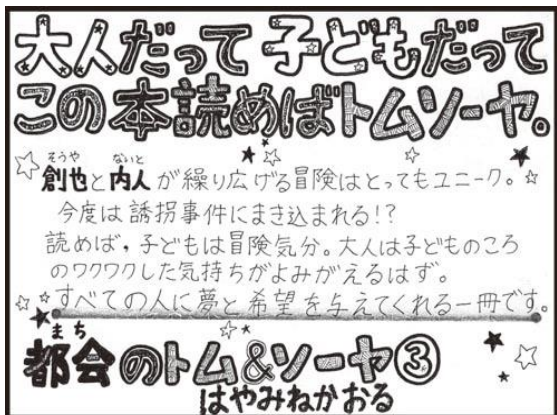 大人だって子どもだって
この本読めばトムソーヤ。
そうや ないと
創也と内人が繰り広げる冒険はとってもユニーク。
今度は誘拐事件にまき込まれる!?
読めば、子どもは冒険気分。大人は子どものころ
のワクワクした気持ちがよみがえるはず。
すべての人に夢と希望を与えてくれる一冊です。
まち
都会のトム&ソーヤ③
はやみねかおる